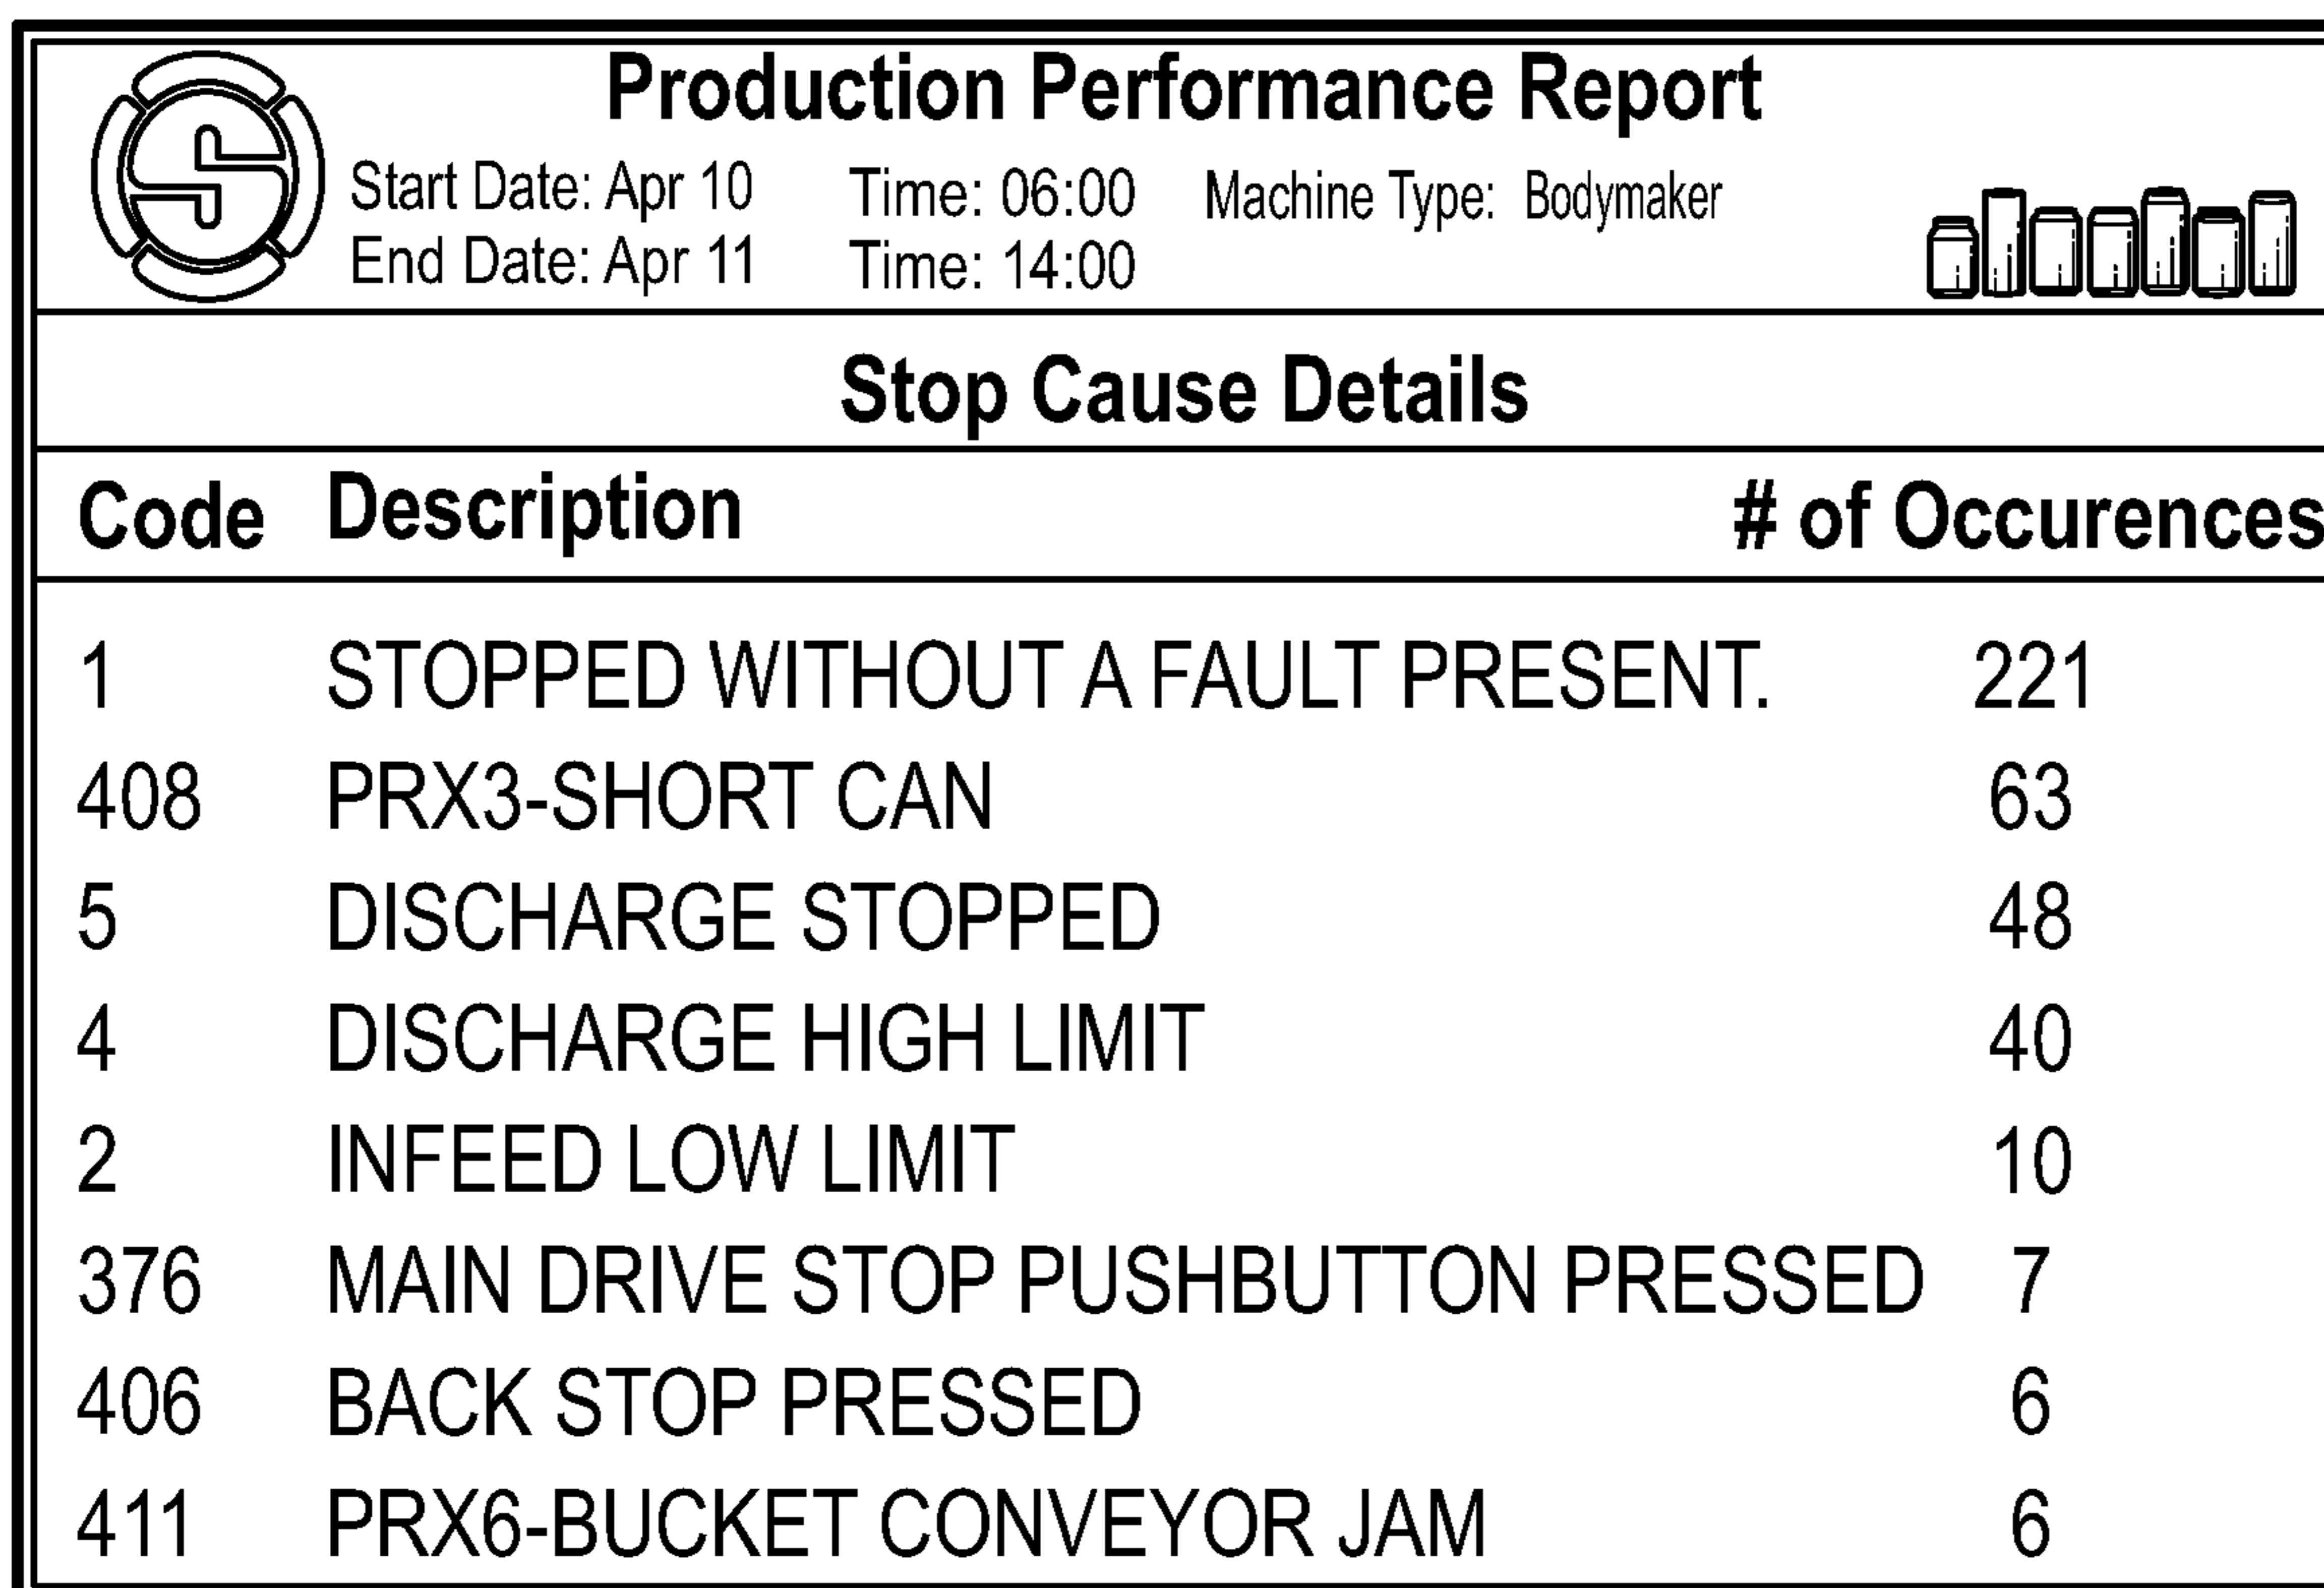 Production Performance Report
Start Date: Apr 10 Time: 06:00 Machine Type: Bodymaker
End Date: Apr 11 Time: 14:00
Stop Cause Details
Code Description # of Occurences
1 STOPPED WITHOUT A FAULT PRESENT. 221
408 PRX3-SHORT CAN 63
5 DISCHARGE STOPPED 48
4 DISCHARGE HIGH LIMIT 40
2 INFEED LOW LIMIT 10
376 MAIN DRIVE STOP PUSHBUTTON PRESSED 7
406 BACK STOP PRESSED 6
411 PRX6-BUCKET CONVEYOR JAM 6